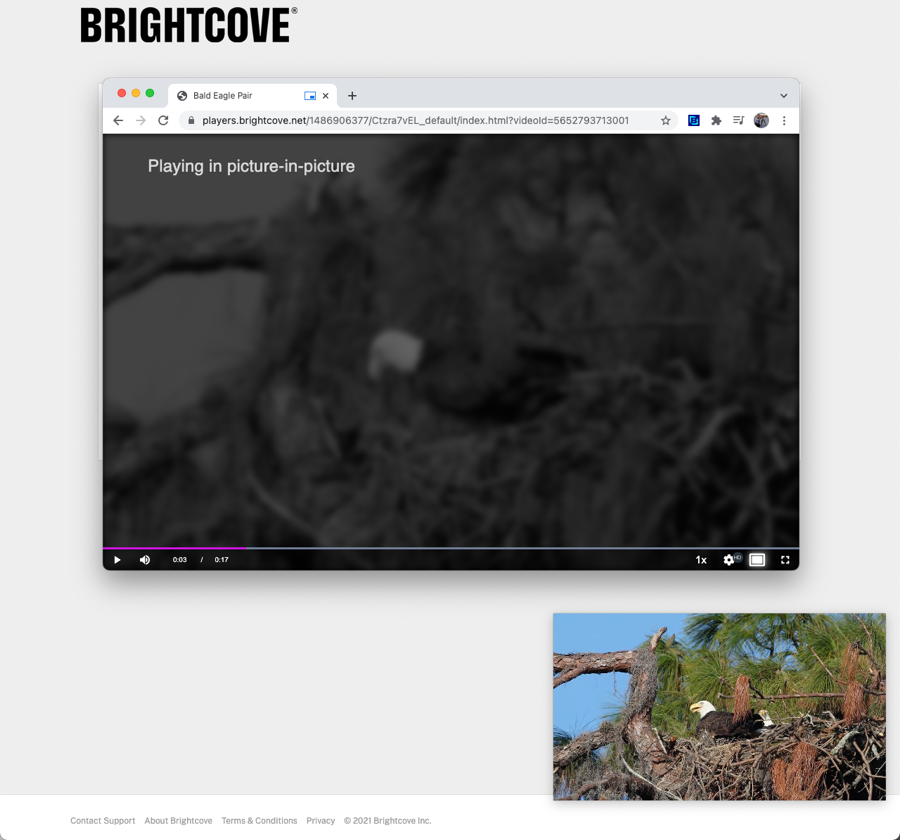 BRIGHTCOVE®
Bald Eagle Pair
players.brightcove.net/1486906377/Ctzra7vEL_default/index.html?videoId=5652793713001
Playing in picture-in-picture
0:03 / 0:17 1x HD
Contact Support About Brightcove Terms & Conditions Privacy © 2021 Brightcove Inc.